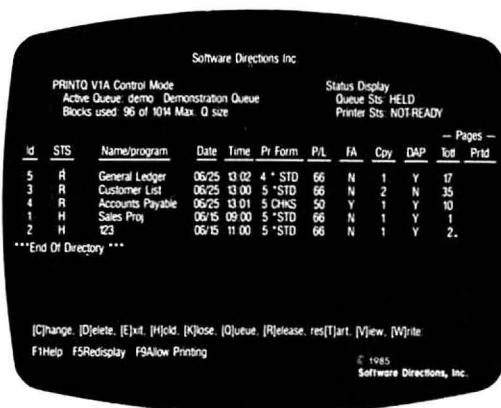 Software Directions Inc
PRINTQ V1A Control Mode Status Display
Active Queue: demo Demonstration Queue Queue Sts: HELD
Blocks used: 96 of 1014 Max. Q size Printer Sts: NOT-READY
— Pages —
Id STS Name/program Date Time Pr Form P/L FA Cpy DAP Totl Prtd
5 R General Ledger 06/25 13:02 4 * STD 66 N 1 Y 17
3 R Customer List 06/25 13:00 5 *STD 66 N 2 N 35
4 R Accounts Payable 06/25 13:01 5 CHKS 50 Y 1 Y 10
1 H Sales Proj 06/15 09:00 5 *STD 66 N 1 Y 1
2 H 123 06/15 11:00 5 *STD 66 N 1 Y 2.
***End Of Directory ***
[C]hange, [D]elete, [E]xit, [H]old, [K]lose, [Q]ueue, [R]elease, res[T]art, [V]iew, [W]rite:
F1Help F5Redisplay F9Allow Printing
© 1985
Software Directions, Inc.